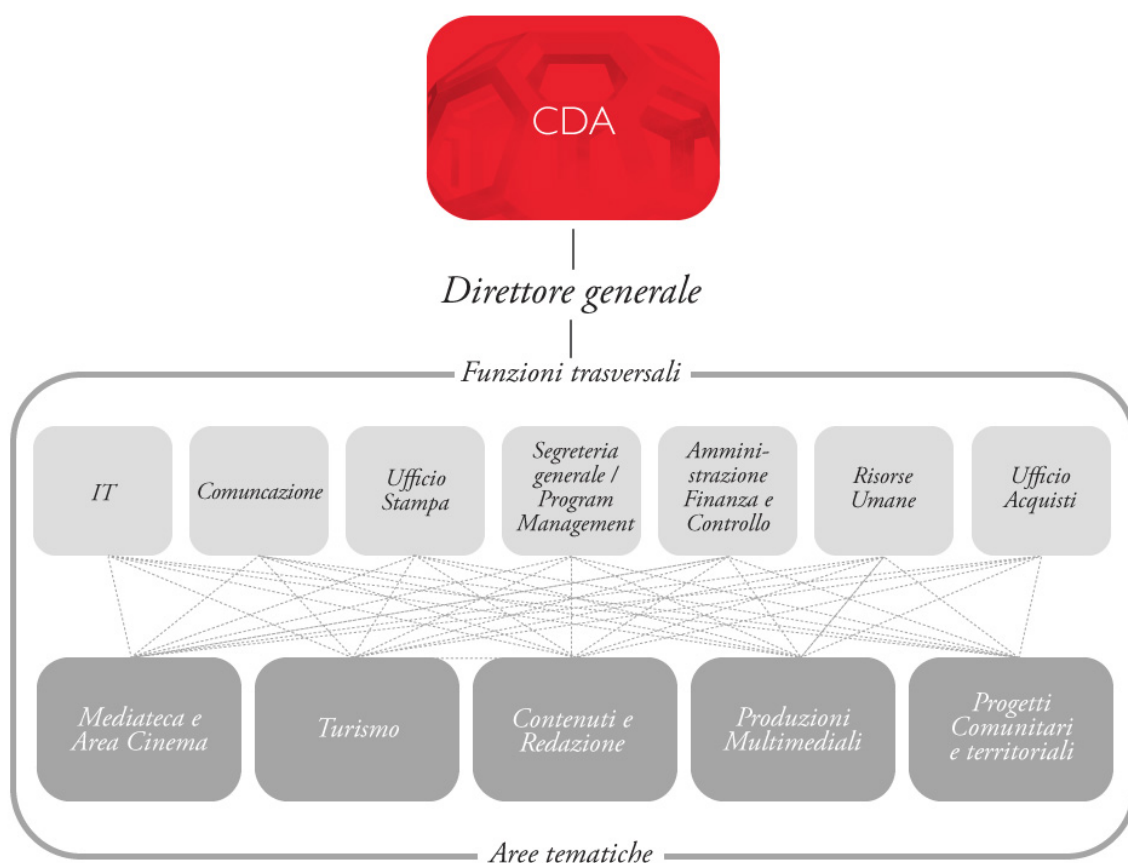 CDA
Direttore generale
Funzioni trasversali
IT
Comuncazione
Ufficio
Stampa
Segreteria
generale /
Program
Management
Ammini-
strazione
Finanza e
Controllo
Risorse
Umane
Ufficio
Acquisti
Mediateca e
Area Cinema
Turismo
Contenuti e
Redazione
Produzioni
Multimediali
Progetti
Comunitari
e territoriali
Aree tematiche